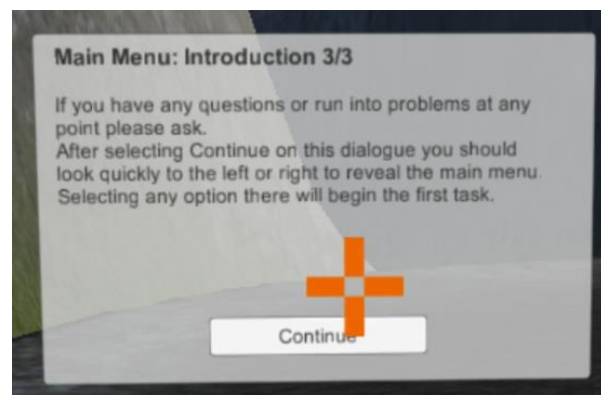 Main Menu: Introduction 3/3
If you have any questions or run into problems at any
point please ask.
After selecting Continue on this dialogue you should
look quickly to the left or right to reveal the main menu.
Selecting any option there will begin the first task.
Continue